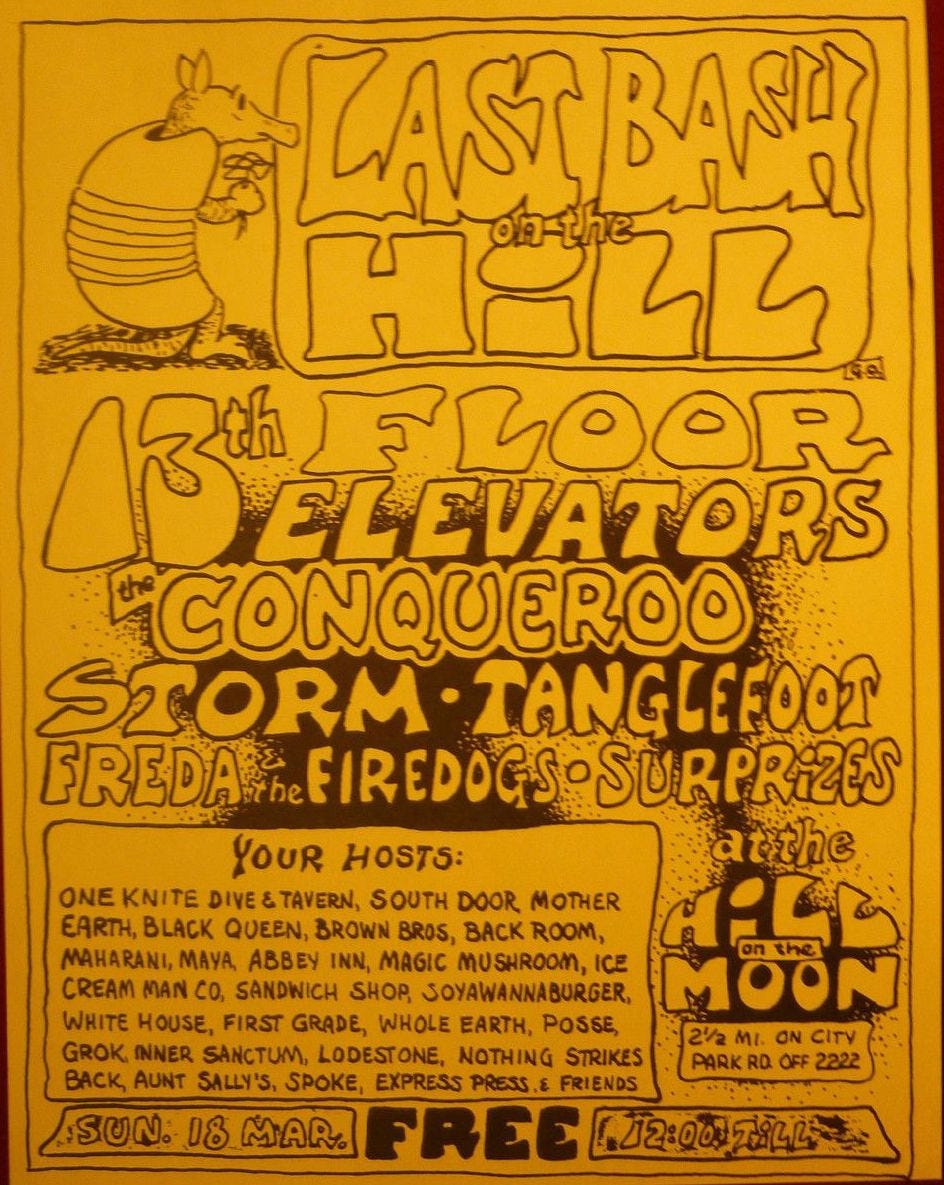 LAST BASH
on the
HiLL
G.O.
13th FLOOR
ELEVATORS
the CONQUEROO
STORM · TANGLEFOOT
FREDA & the FIREDOGS · SURPRiZES
YOUR HOSTS:
ONE KNITE DIVE & TAVERN, SOUTH DOOR, MOTHER
EARTH, BLACK QUEEN, BROWN BROS, BACK ROOM,
MAHARANI, MAYA, ABBEY INN, MAGIC MUSHROOM, ICE
CREAM MAN CO, SANDWICH SHOP, SOYAWANNABURGER,
WHITE HOUSE, FIRST GRADE, WHOLE EARTH, POSSE,
GROK, INNER SANCTUM, LODESTONE, NOTHING STRIKES
BACK, AUNT SALLY'S, SPOKE, EXPRESS PRESS, & FRIENDS
at the
HiLL
on the
MOON
2½ MI. ON CITY
PARK RD. OFF 2222
SUN. 18 MAR. FREE 12:00 TiLL